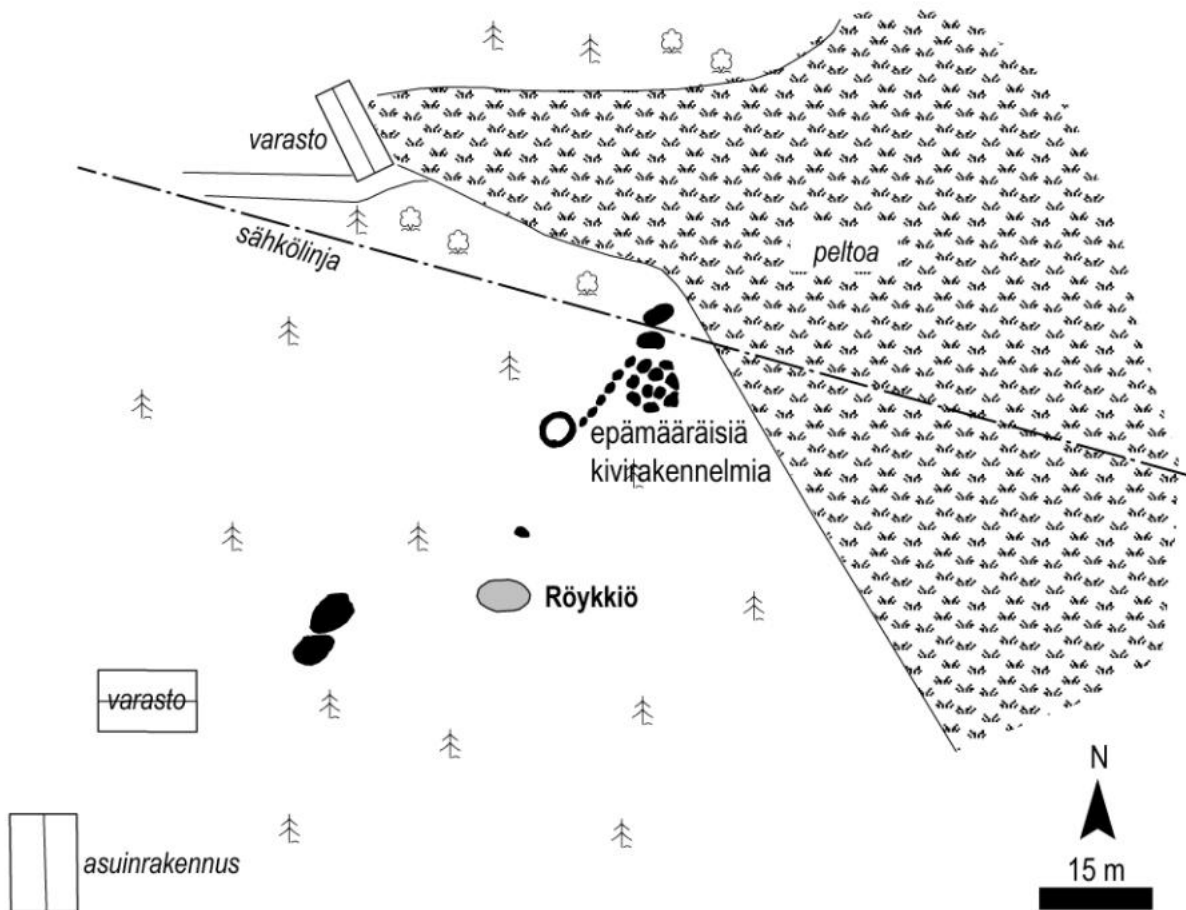 varasto
sähkölinja
peltoa
epämääräisiä
kivirakennelmia
Röykkiö
varasto
asuinrakennus
N
15 m